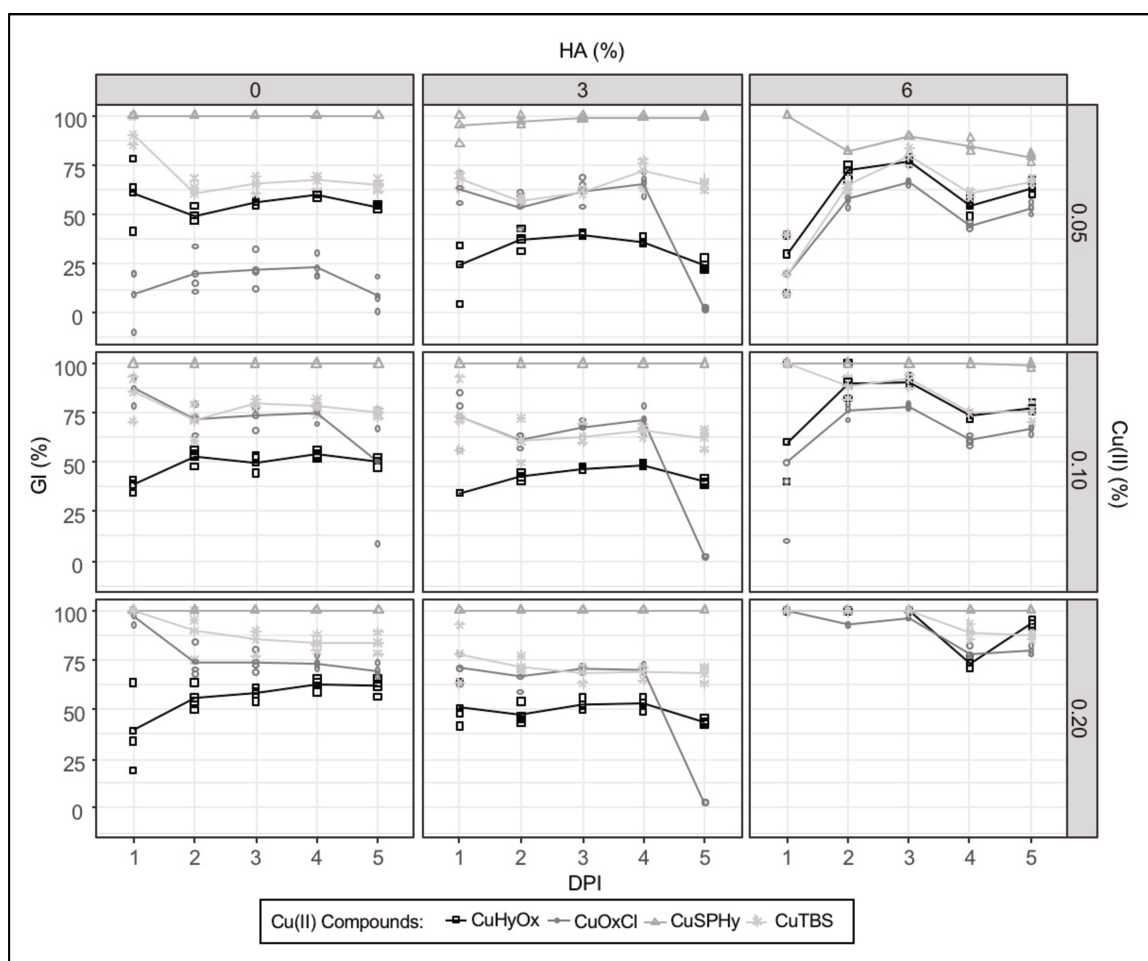 HA (%)
0 3 6
100
75
50
25
0
0.05
100
75
50
25
0
0.10
100
75
50
25
0
0.20
GI (%)
Cu(II) (%)
1 2 3 4 5 1 2 3 4 5 1 2 3 4 5
DPI
Cu(II) Compounds: CuHyOx CuOxCl CuSPHy CuTBS